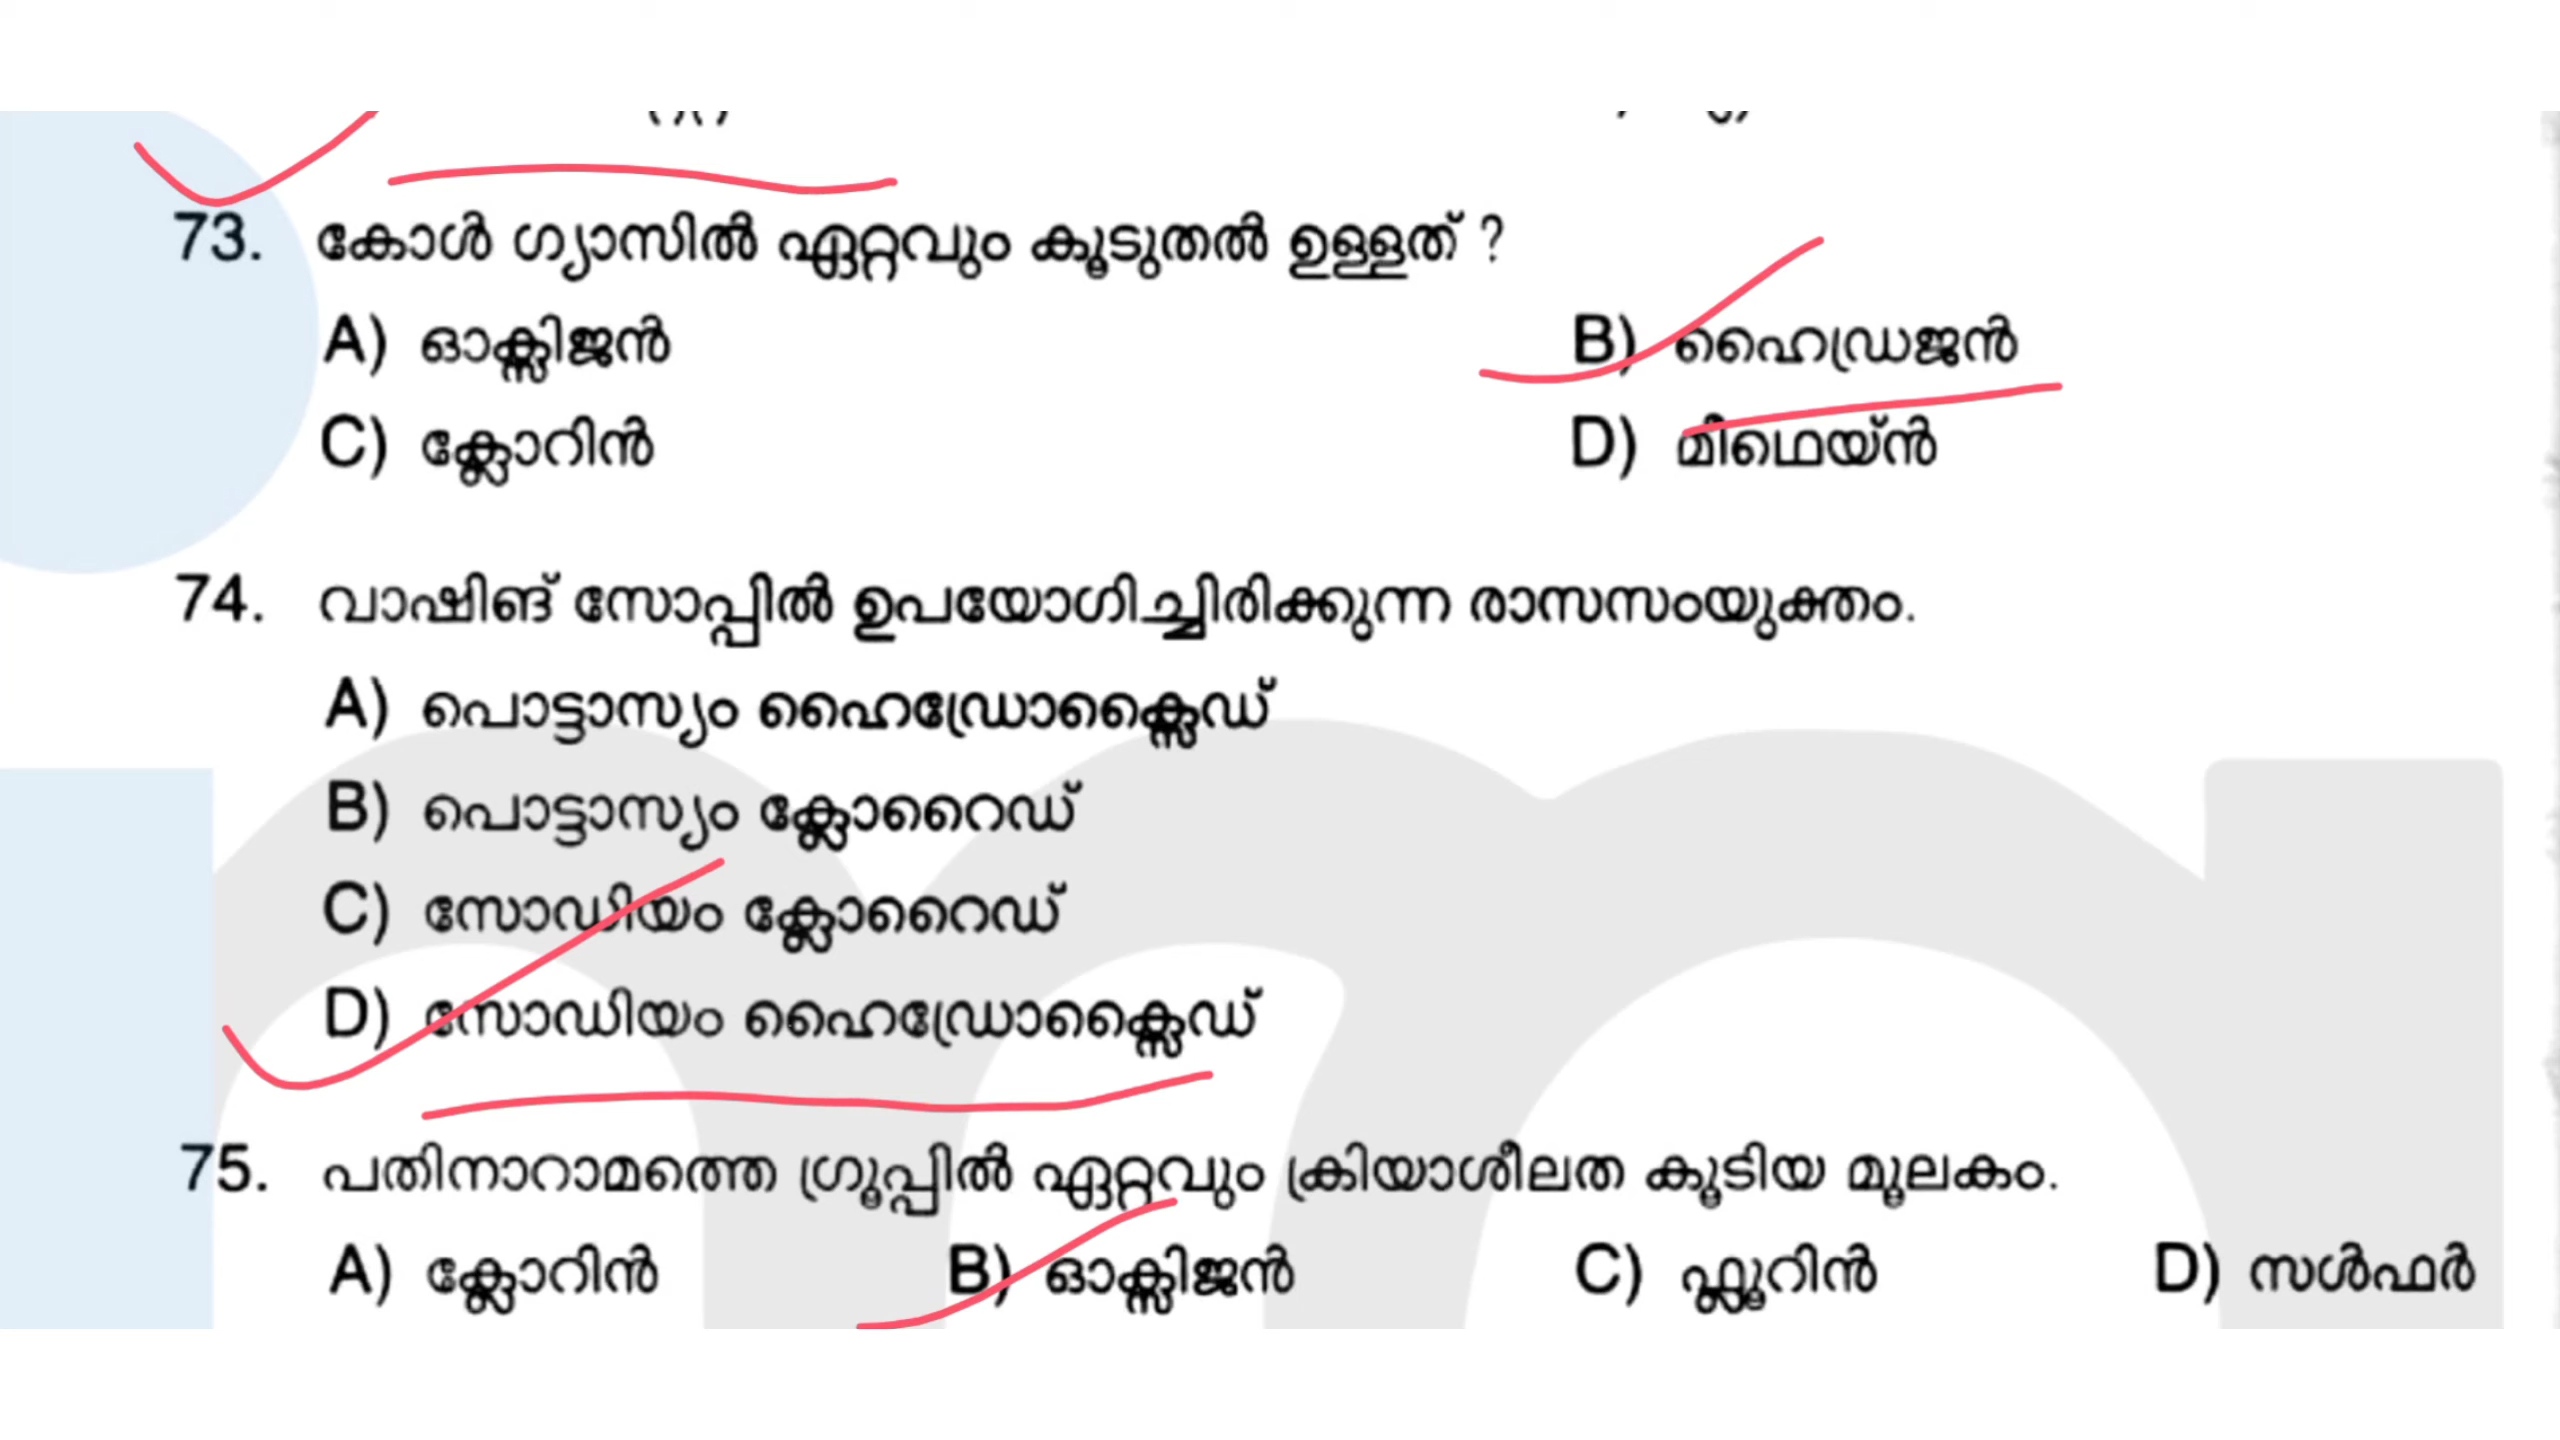 73. കോൾ ഗ്യാസിൽ ഏറ്റവും കൂടുതൽ ഉള്ളത് ?
A) ഓക്സിജൻ B) ഹൈഡ്രജൻ
C) ക്ലോറിൻ D) മീഥെയ്ൻ
74. വാഷിങ് സോപ്പിൽ ഉപയോഗിച്ചിരിക്കുന്ന രാസസംയുക്തം.
A) പൊട്ടാസ്യം ഹൈഡ്രോക്സൈഡ്
B) പൊട്ടാസ്യം ക്ലോറൈഡ്
C) സോഡിയം ക്ലോറൈഡ്
D) സോഡിയം ഹൈഡ്രോക്സൈഡ്
75. പതിനാറാമത്തെ ഗ്രൂപ്പിൽ ഏറ്റവും ക്രിയാശീലത കൂടിയ മൂലകം.
A) ക്ലോറിൻ B) ഓക്സിജൻ C) ഫ്ലൂറിൻ D) സൾഫർ